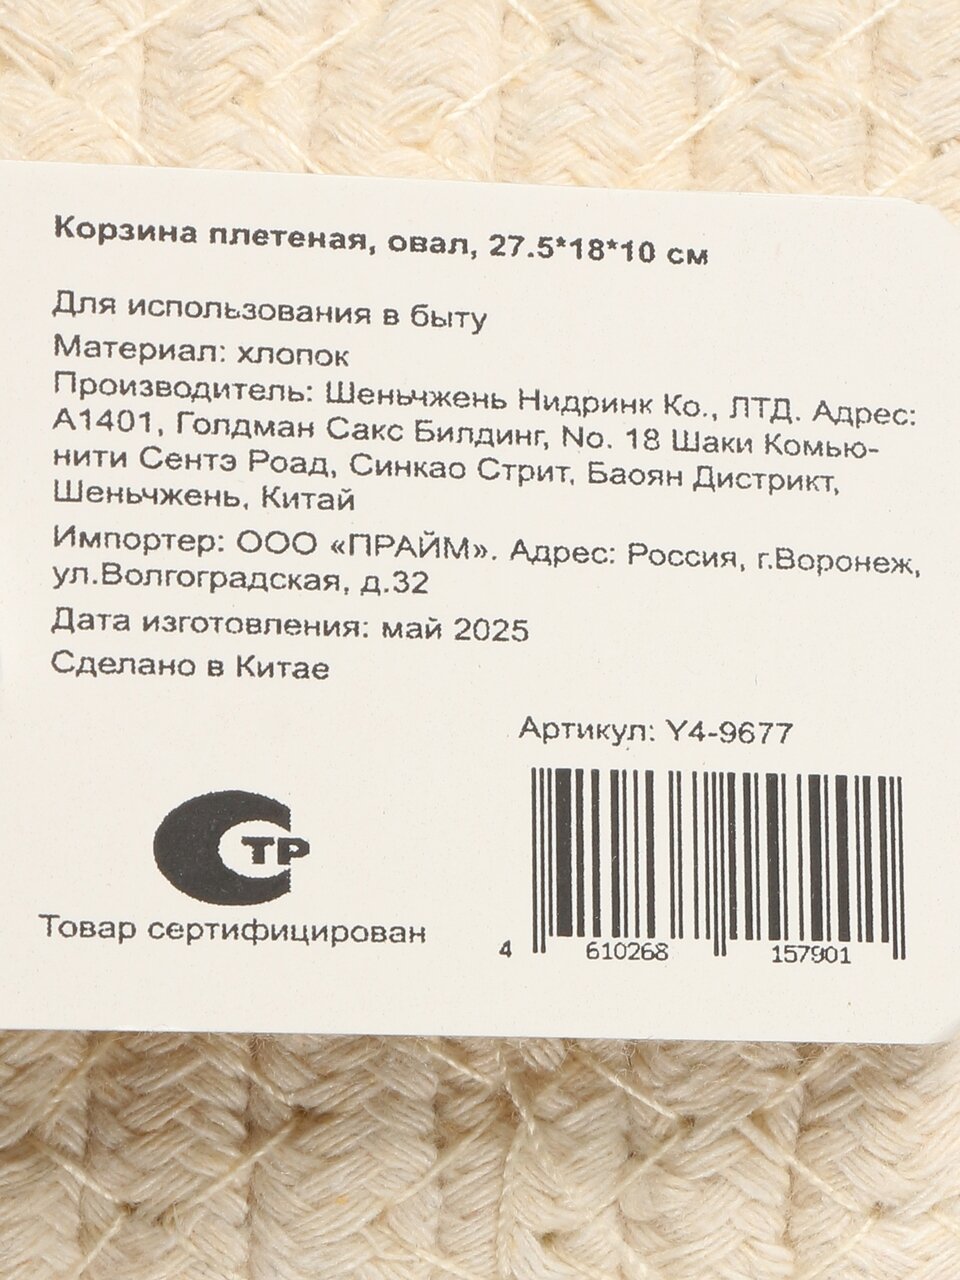 Корзина плетеная, овал, 27.5*18*10 см
Для использования в быту
Материал: хлопок
Производитель: Шеньчжень Нидринк Ко., ЛТД. Адрес:
А1401, Голдман Сакс Билдинг, No. 18 Шаки Комью-
нити Сентэ Роад, Синкао Стрит, Баоян Дистрикт,
Шеньчжень, Китай
Импортер: ООО «ПРАЙМ». Адрес: Россия, г.Воронеж,
ул.Волгоградская, д.32
Дата изготовления: май 2025
Сделано в Китае
Артикул: Y4-9677
ТР
Товар сертифицирован
4 610268 157901